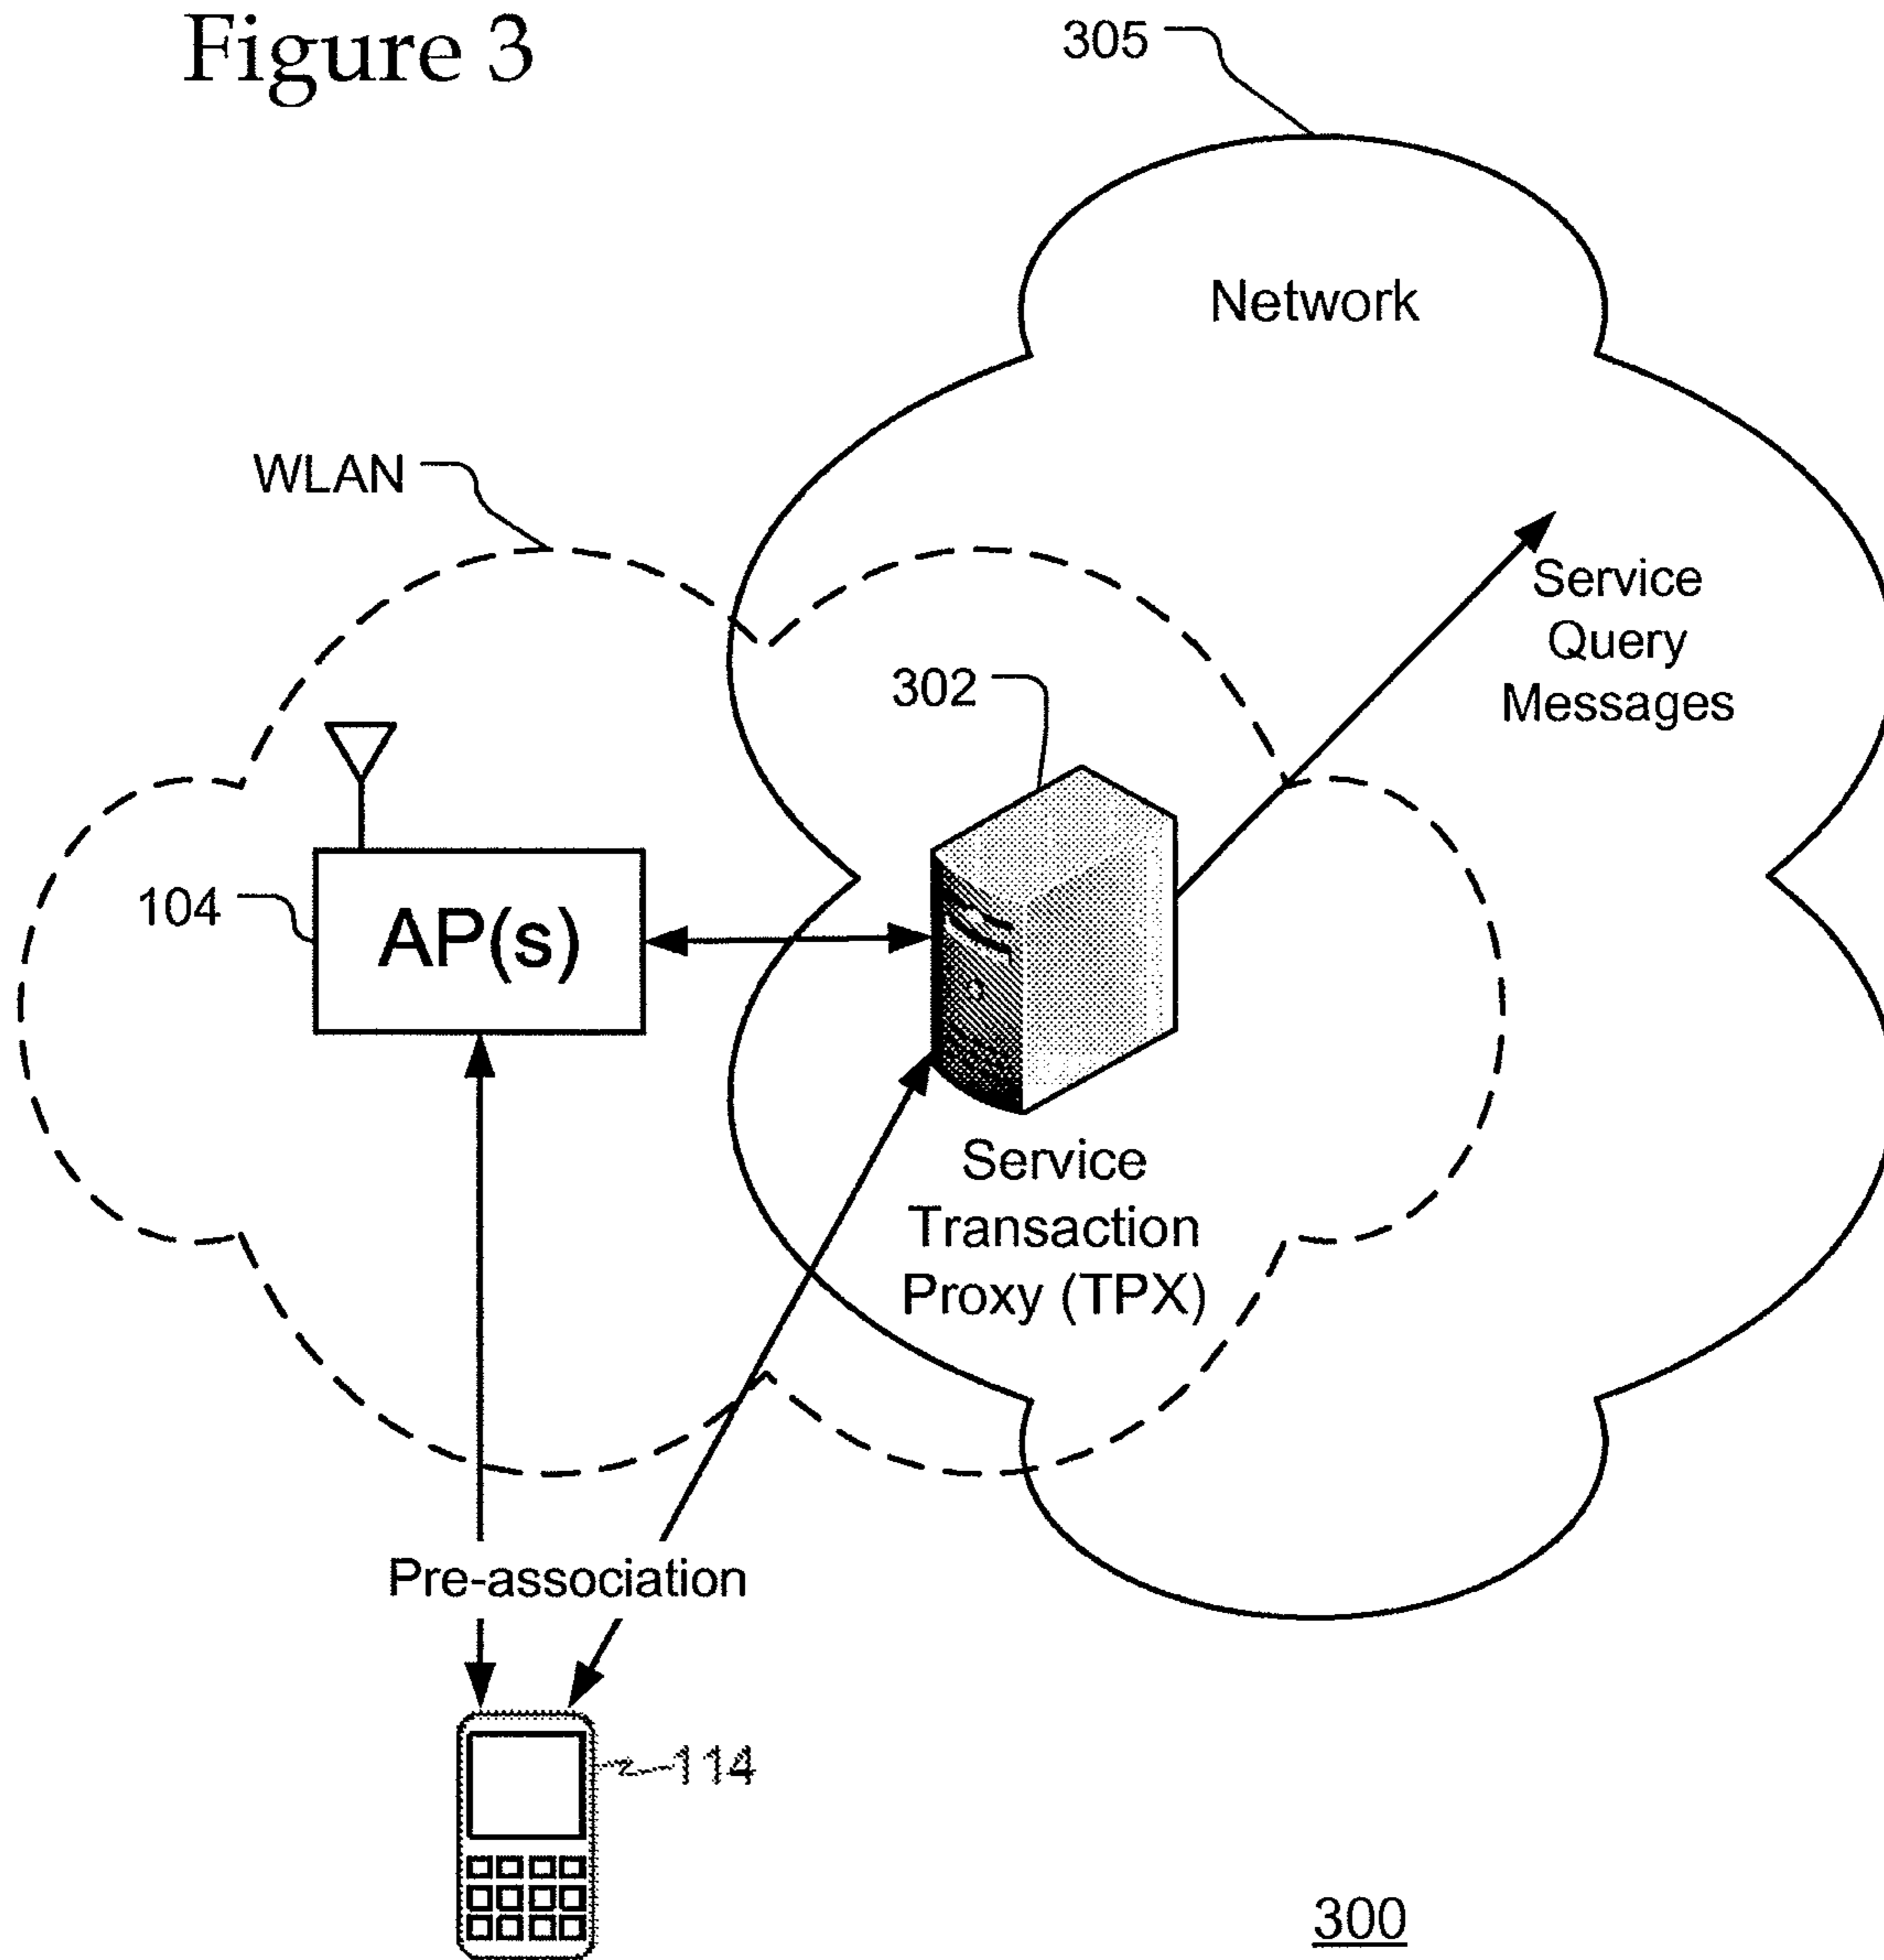 Figure 3
305
Network
WLAN
Service
Query
Messages
302
104
AP(s)
Service
Transaction
Proxy (TPX)
Pre-association
114
300